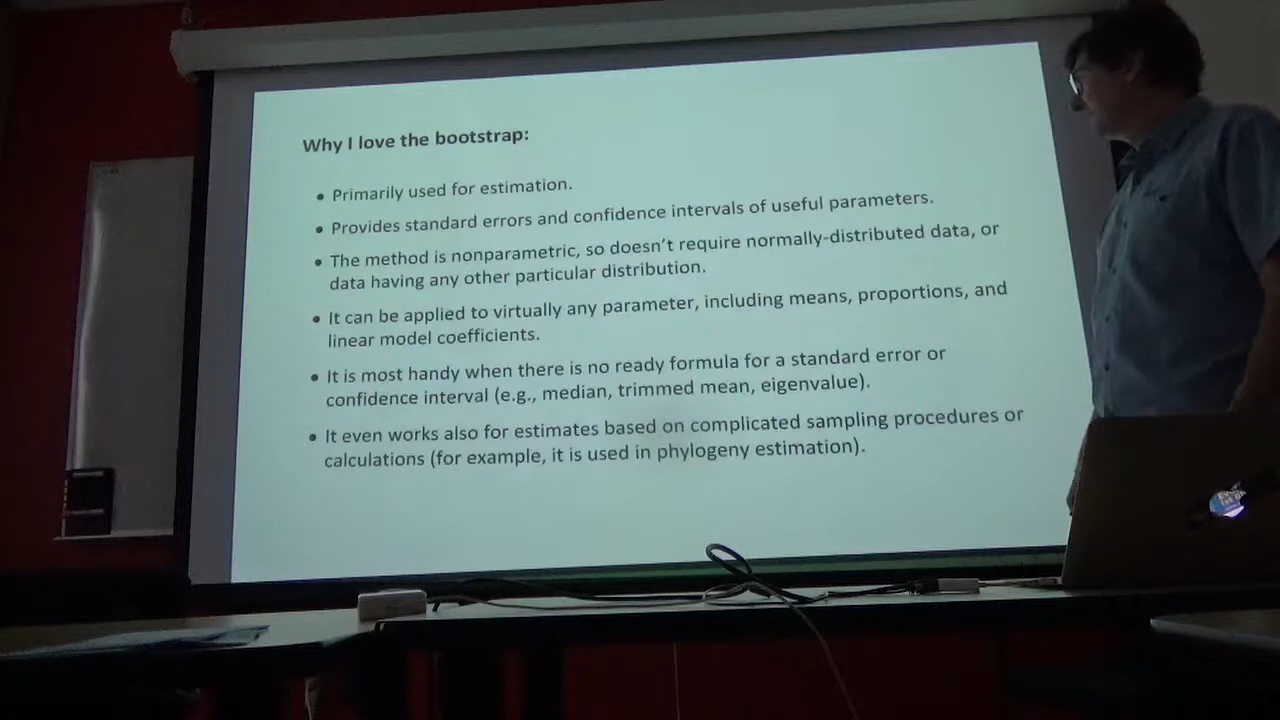 Why I love the bootstrap:
• Primarily used for estimation.
• Provides standard errors and confidence intervals of useful parameters.
• The method is nonparametric, so doesn't require normally-distributed data, or
data having any other particular distribution.
• It can be applied to virtually any parameter, including means, proportions, and
linear model coefficients.
• It is most handy when there is no ready formula for a standard error or
confidence interval (e.g., median, trimmed mean, eigenvalue).
• It even works also for estimates based on complicated sampling procedures or
calculations (for example, it is used in phylogeny estimation).